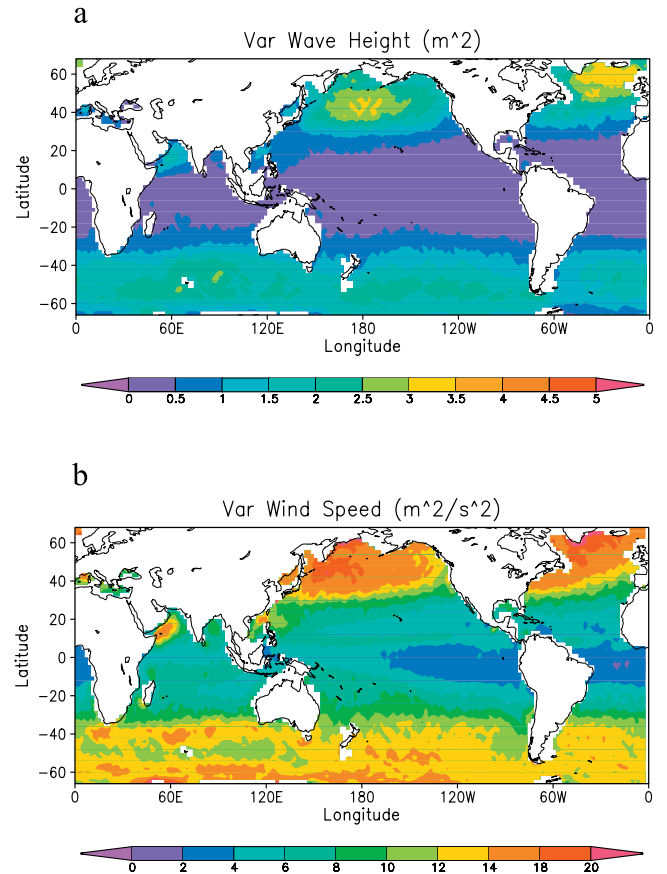 a
Var Wave Height (m^2)
Latitude
60
40
20
0
−20
−40
−60
0 60E 120E 180 120W 60W 0
Longitude
0 0.5 1 1.5 2 2.5 3 3.5 4 4.5 5
b
Var Wind Speed (m^2/s^2)
Latitude
60
40
20
0
−20
−40
−60
0 60E 120E 180 120W 60W 0
Longitude
0 2 4 6 8 10 12 14 18 20